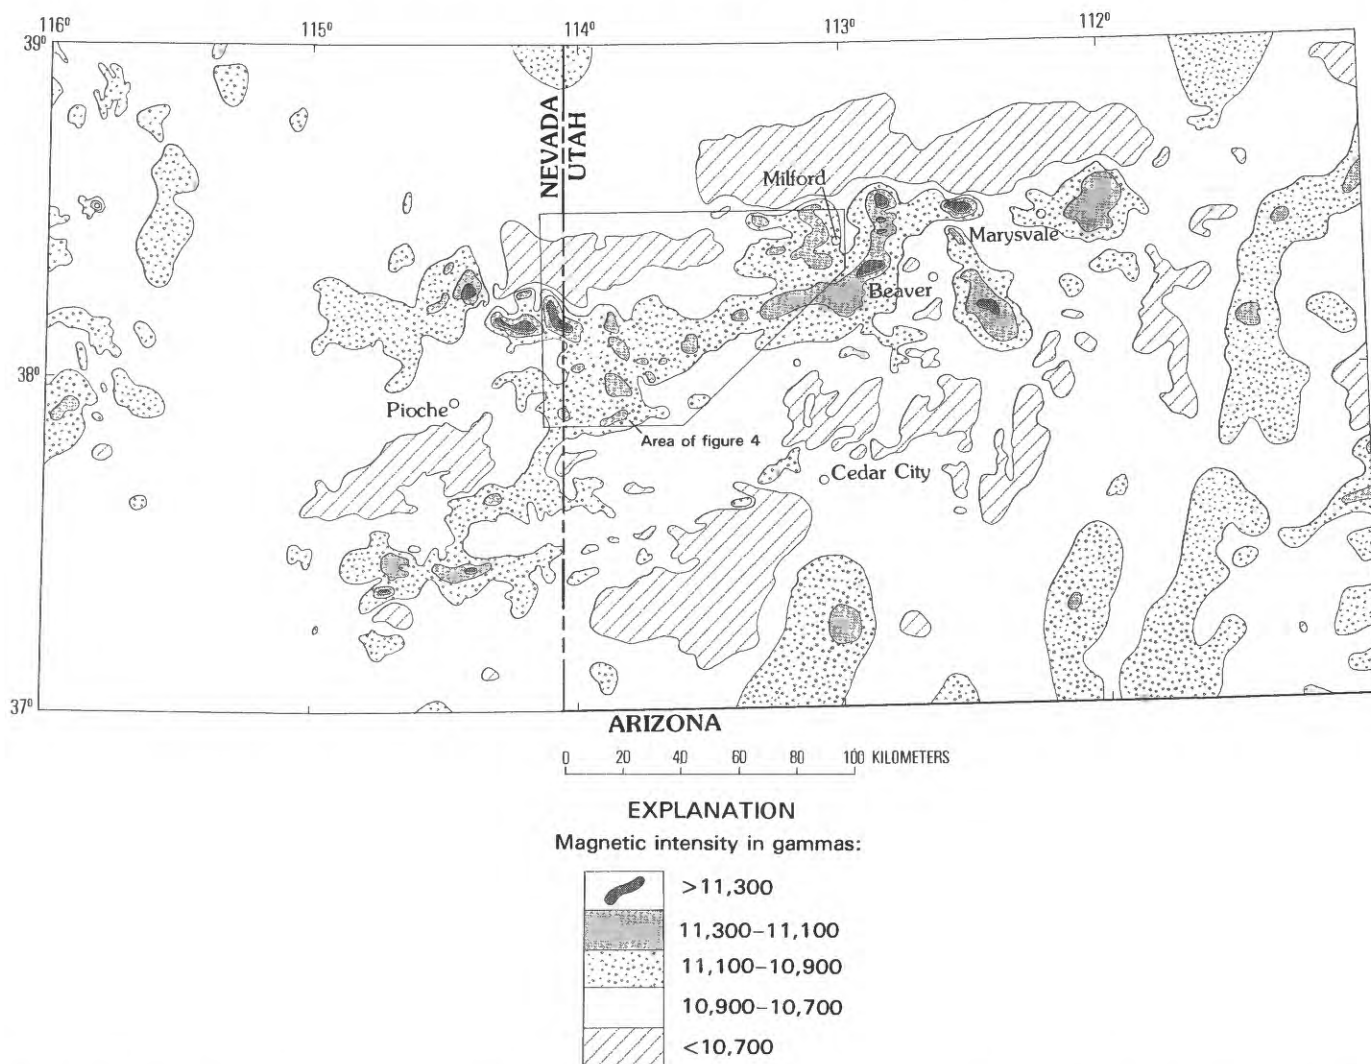 116° 115° 114° 113° 112°
39°
NEVADA
UTAH
Milford
Marysvale
Beaver
38°
Pioche
Area of figure 4
Cedar City
37°
ARIZONA
0 20 40 60 80 100 KILOMETERS
EXPLANATION
Magnetic intensity in gammas:
>11,300
11,300–11,100
11,100–10,900
10,900–10,700
<10,700